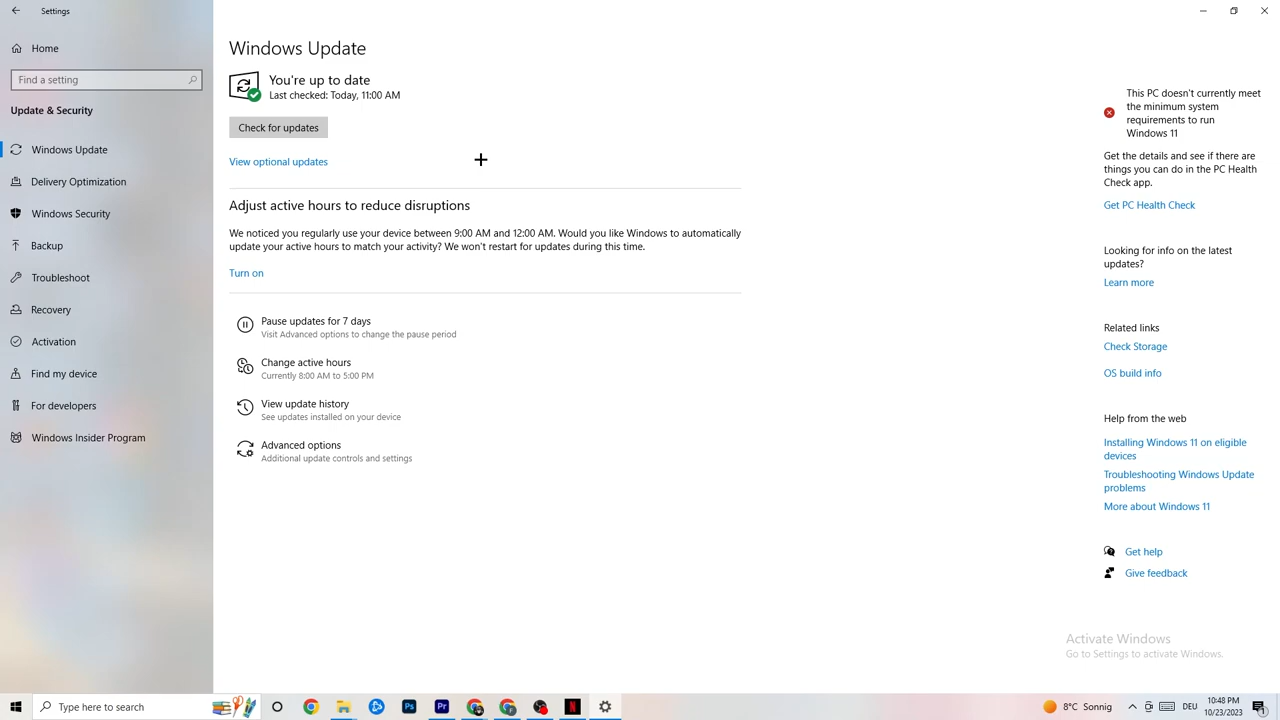 Settings
Home
Find a setting
Update & Security
Windows Update
Delivery Optimization
Windows Security
Backup
Troubleshoot
Recovery
Activation
Find my device
For developers
Windows Insider Program
Windows Update
You're up to date
Last checked: Today, 11:00 AM
Check for updates
View optional updates
Adjust active hours to reduce disruptions
We noticed you regularly use your device between 9:00 AM and 12:00 AM. Would you like Windows to automatically
update your active hours to match your activity? We won't restart for updates during this time.
Turn on
Pause updates for 7 days
Visit Advanced options to change the pause period
Change active hours
Currently 8:00 AM to 5:00 PM
View update history
See updates installed on your device
Advanced options
Additional update controls and settings
This PC doesn't currently meet
the minimum system
requirements to run
Windows 11
Get the details and see if there are
things you can do in the PC Health
Check app.
Get PC Health Check
Looking for info on the latest
updates?
Learn more
Related links
Check Storage
OS build info
Help from the web
Installing Windows 11 on eligible
devices
Troubleshooting Windows Update
problems
More about Windows 11
Get help
Give feedback
Activate Windows
Go to Settings to activate Windows.
Type here to search
Ps
Pr
N
8°C Sonnig
DEU
10:48 PM
10/23/2023
1